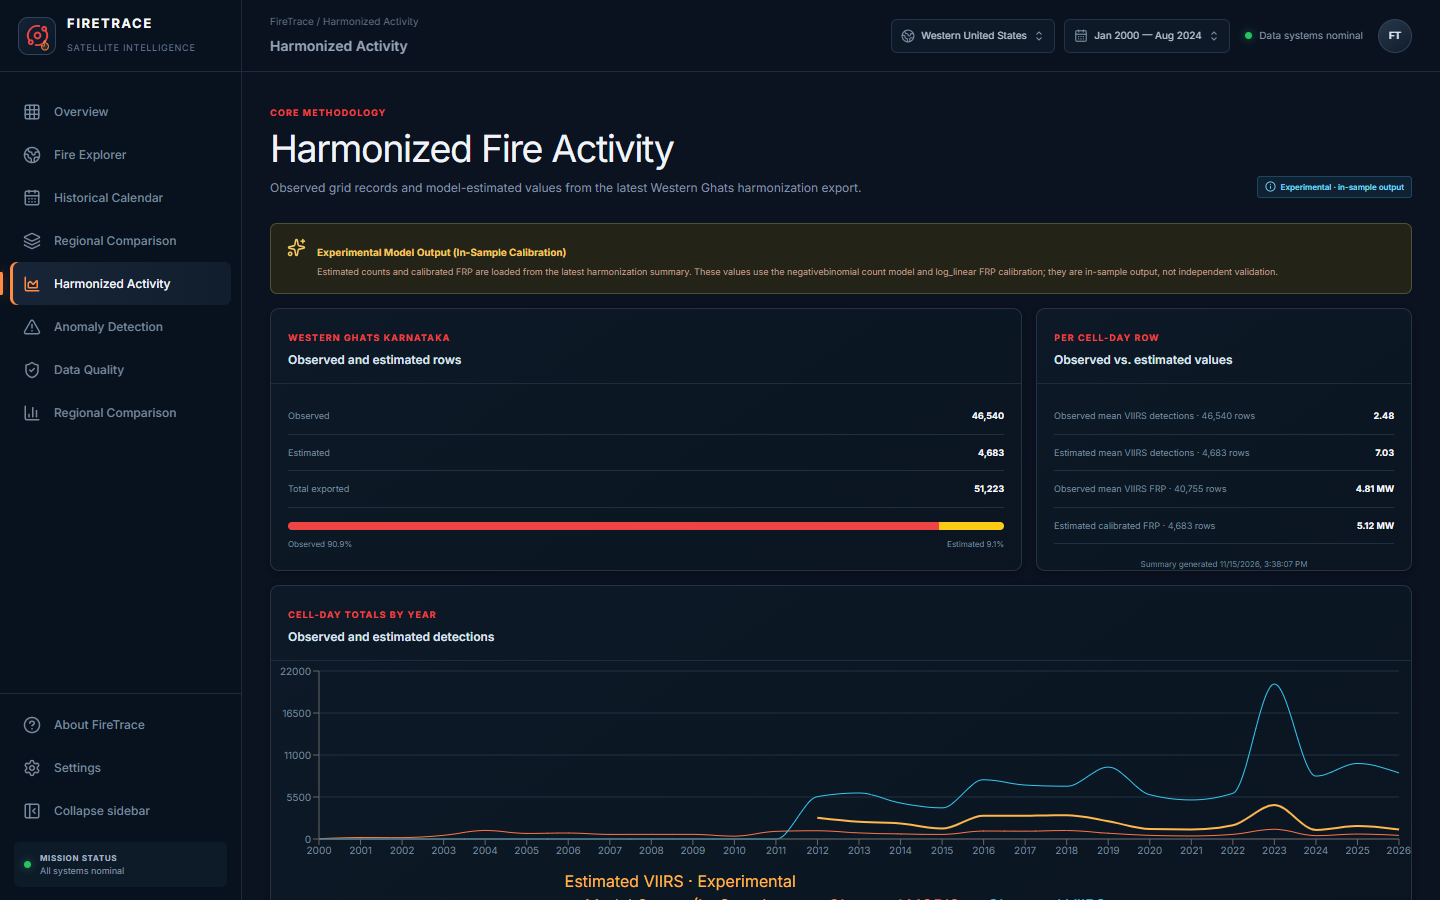 FIRETRACE
SATELLITE INTELLIGENCE
FireTrace / Harmonized Activity
Harmonized Activity
Western United States
Jan 2000 — Aug 2024
Data systems nominal
FT
Overview
Fire Explorer
Historical Calendar
Regional Comparison
Harmonized Activity
Anomaly Detection
Data Quality
Regional Comparison
About FireTrace
Settings
Collapse sidebar
MISSION STATUS
All systems nominal
CORE METHODOLOGY
Harmonized Fire Activity
Observed grid records and model-estimated values from the latest Western Ghats harmonization export.
Experimental · in-sample output
Experimental Model Output (In-Sample Calibration)
Estimated counts and calibrated FRP are loaded from the latest harmonization summary. These values use the negativebinomial count model and log_linear FRP calibration; they are in-sample output, not independent validation.
WESTERN GHATS KARNATAKA
Observed and estimated rows
Observed 46,540
Estimated 4,683
Total exported 51,223
Observed 90.9% Estimated 9.1%
PER CELL-DAY ROW
Observed vs. estimated values
Observed mean VIIRS detections · 46,540 rows 2.48
Estimated mean VIIRS detections · 4,683 rows 7.03
Observed mean VIIRS FRP · 40,755 rows 4.81 MW
Estimated calibrated FRP · 4,683 rows 5.12 MW
Summary generated 11/15/2026, 3:38:07 PM
CELL-DAY TOTALS BY YEAR
Observed and estimated detections
22000
16500
11000
5500
0
2000 2001 2002 2003 2004 2005 2006 2007 2008 2009 2010 2011 2012 2013 2014 2015 2016 2017 2018 2019 2020 2021 2022 2023 2024 2025 2026
Estimated VIIRS · Experimental